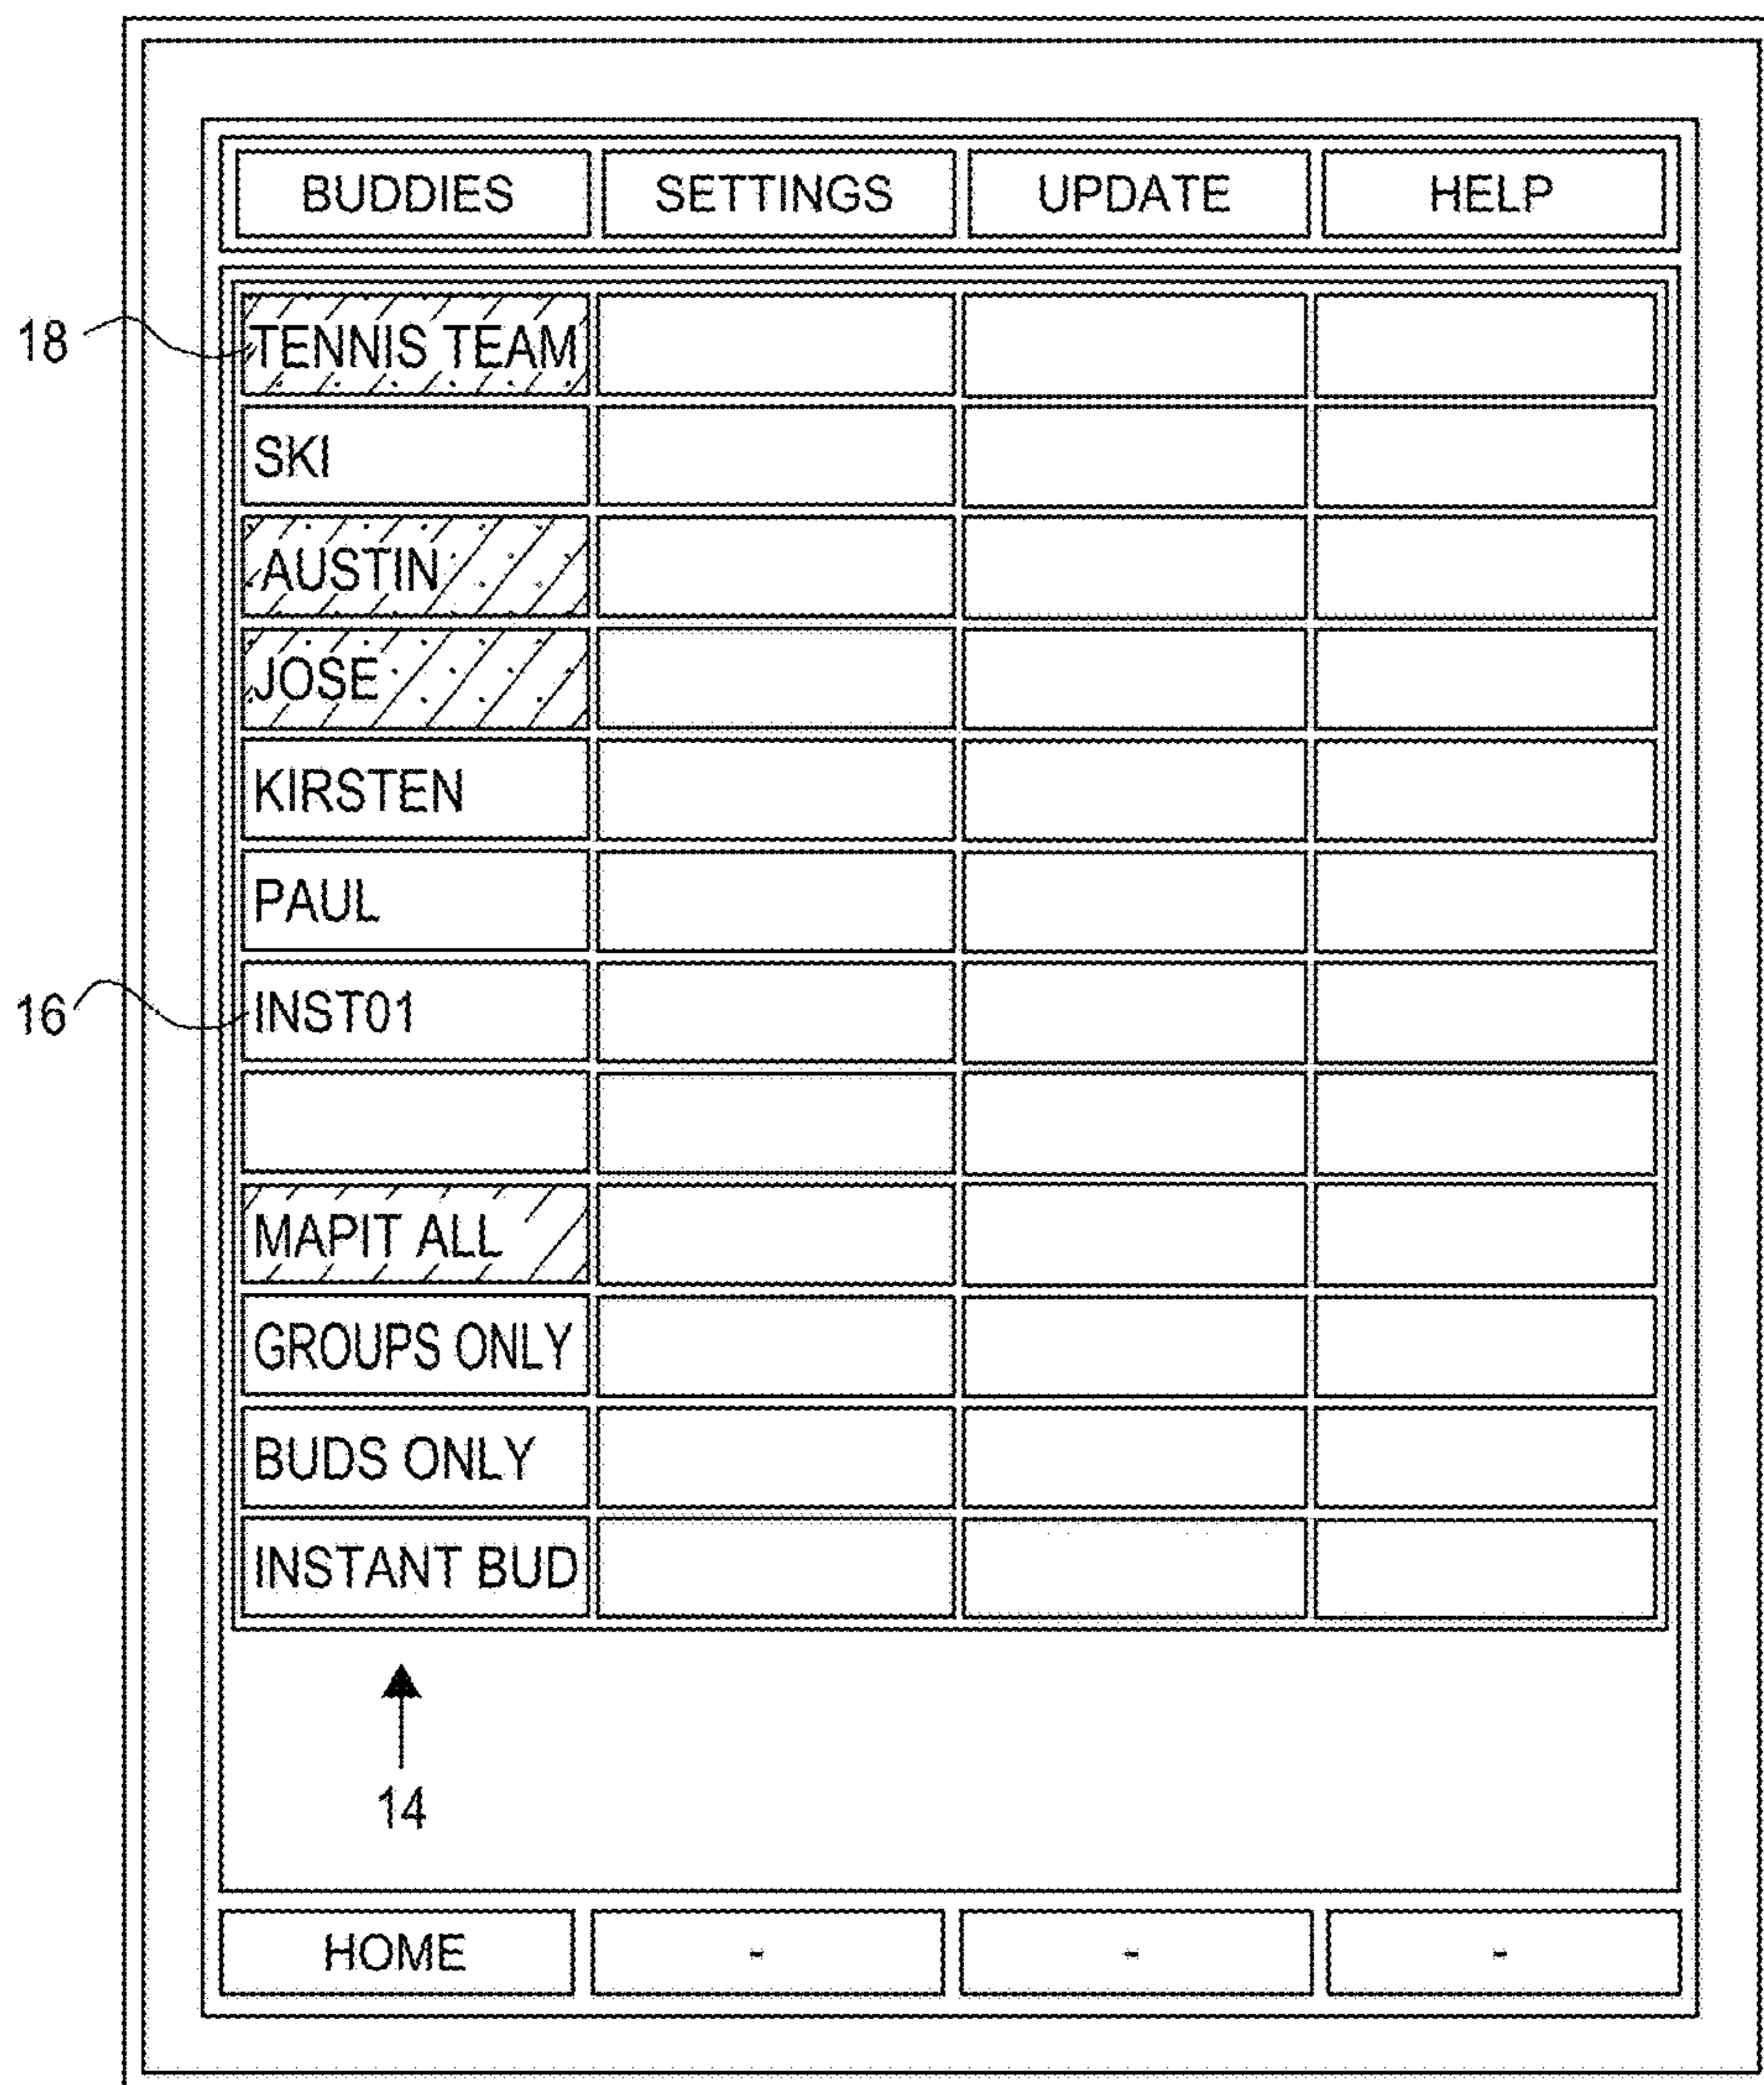 BUDDIES SETTINGS UPDATE HELP
18 TENNIS TEAM
SKI
AUSTIN
JOSE
KIRSTEN
PAUL
16 INST01
MAPIT ALL
GROUPS ONLY
BUDS ONLY
INSTANT BUD
14
HOME - - -